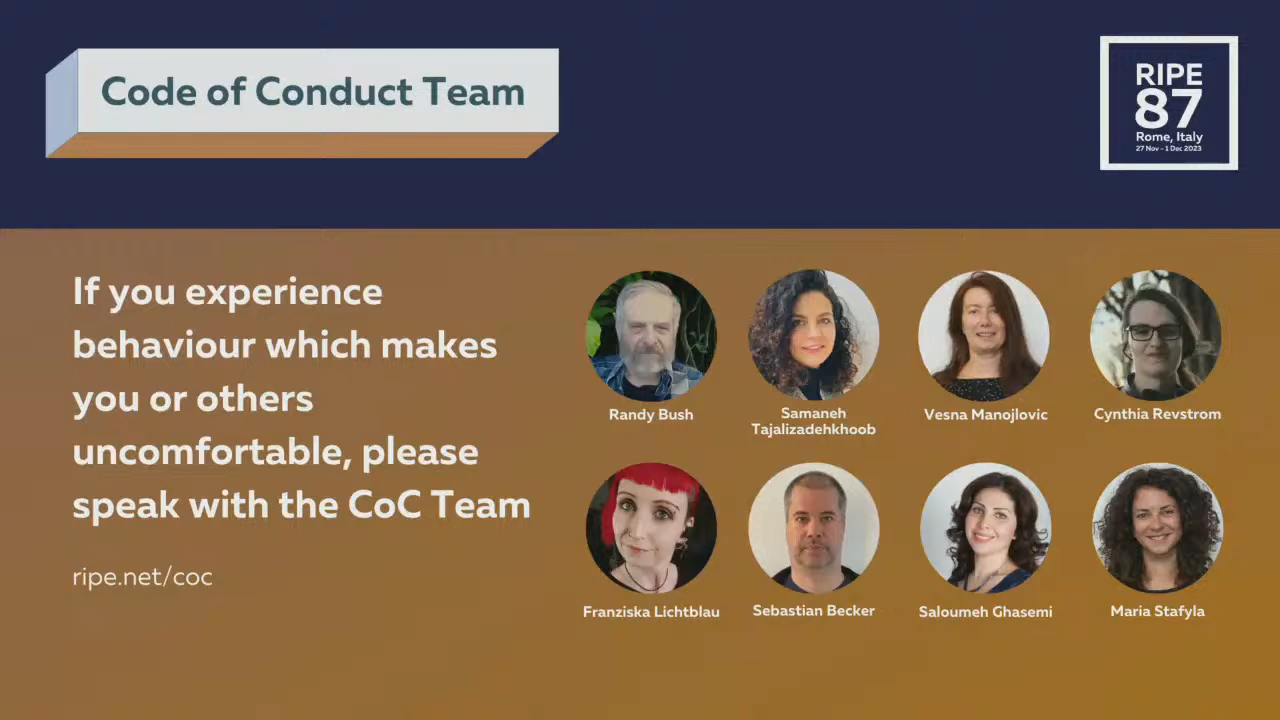 Code of Conduct Team
RIPE
87
Rome, Italy
27 Nov - 1 Dec 2023
If you experience
behaviour which makes
you or others
uncomfortable, please
speak with the CoC Team
ripe.net/coc
Randy Bush
Samaneh
Tajalizadehkhoob
Vesna Manojlovic
Cynthia Revstrom
Franziska Lichtblau
Sebastian Becker
Saloumeh Ghasemi
Maria Stafyla